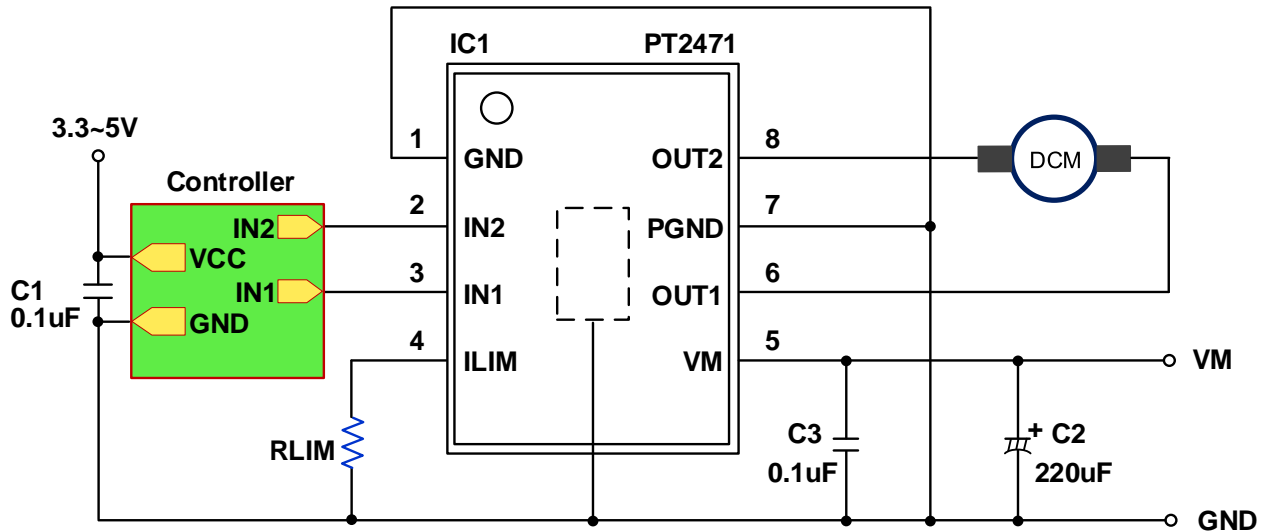 IC1
PT2471
3.3~5V
Controller
1
GND
OUT2
8
DCM
IN2
2
IN2
PGND
7
VCC
IN1
3
IN1
OUT1
6
C1
0.1uF
GND
4
ILIM
VM
5
VM
RLIM
C3
0.1uF
+ C2
220uF
GND